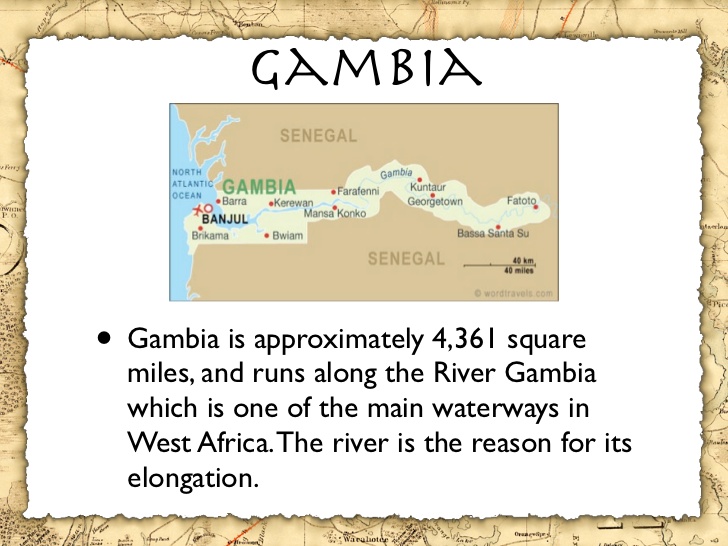 GAMBIA
SENEGAL
NORTH
ATLANTIC
OCEAN
GAMBIA
Gambia
Barra
Kerewan
Farafenni
Kuntaur
Georgetown
Fatoto
BANJUL
Mansa Konko
Brikama
Bwiam
Bassa Santa Su
SENEGAL
40 km
40 miles
© wordtravels.com
• Gambia is approximately 4,361 square
miles, and runs along the River Gambia
which is one of the main waterways in
West Africa. The river is the reason for its
elongation.
Warabotee